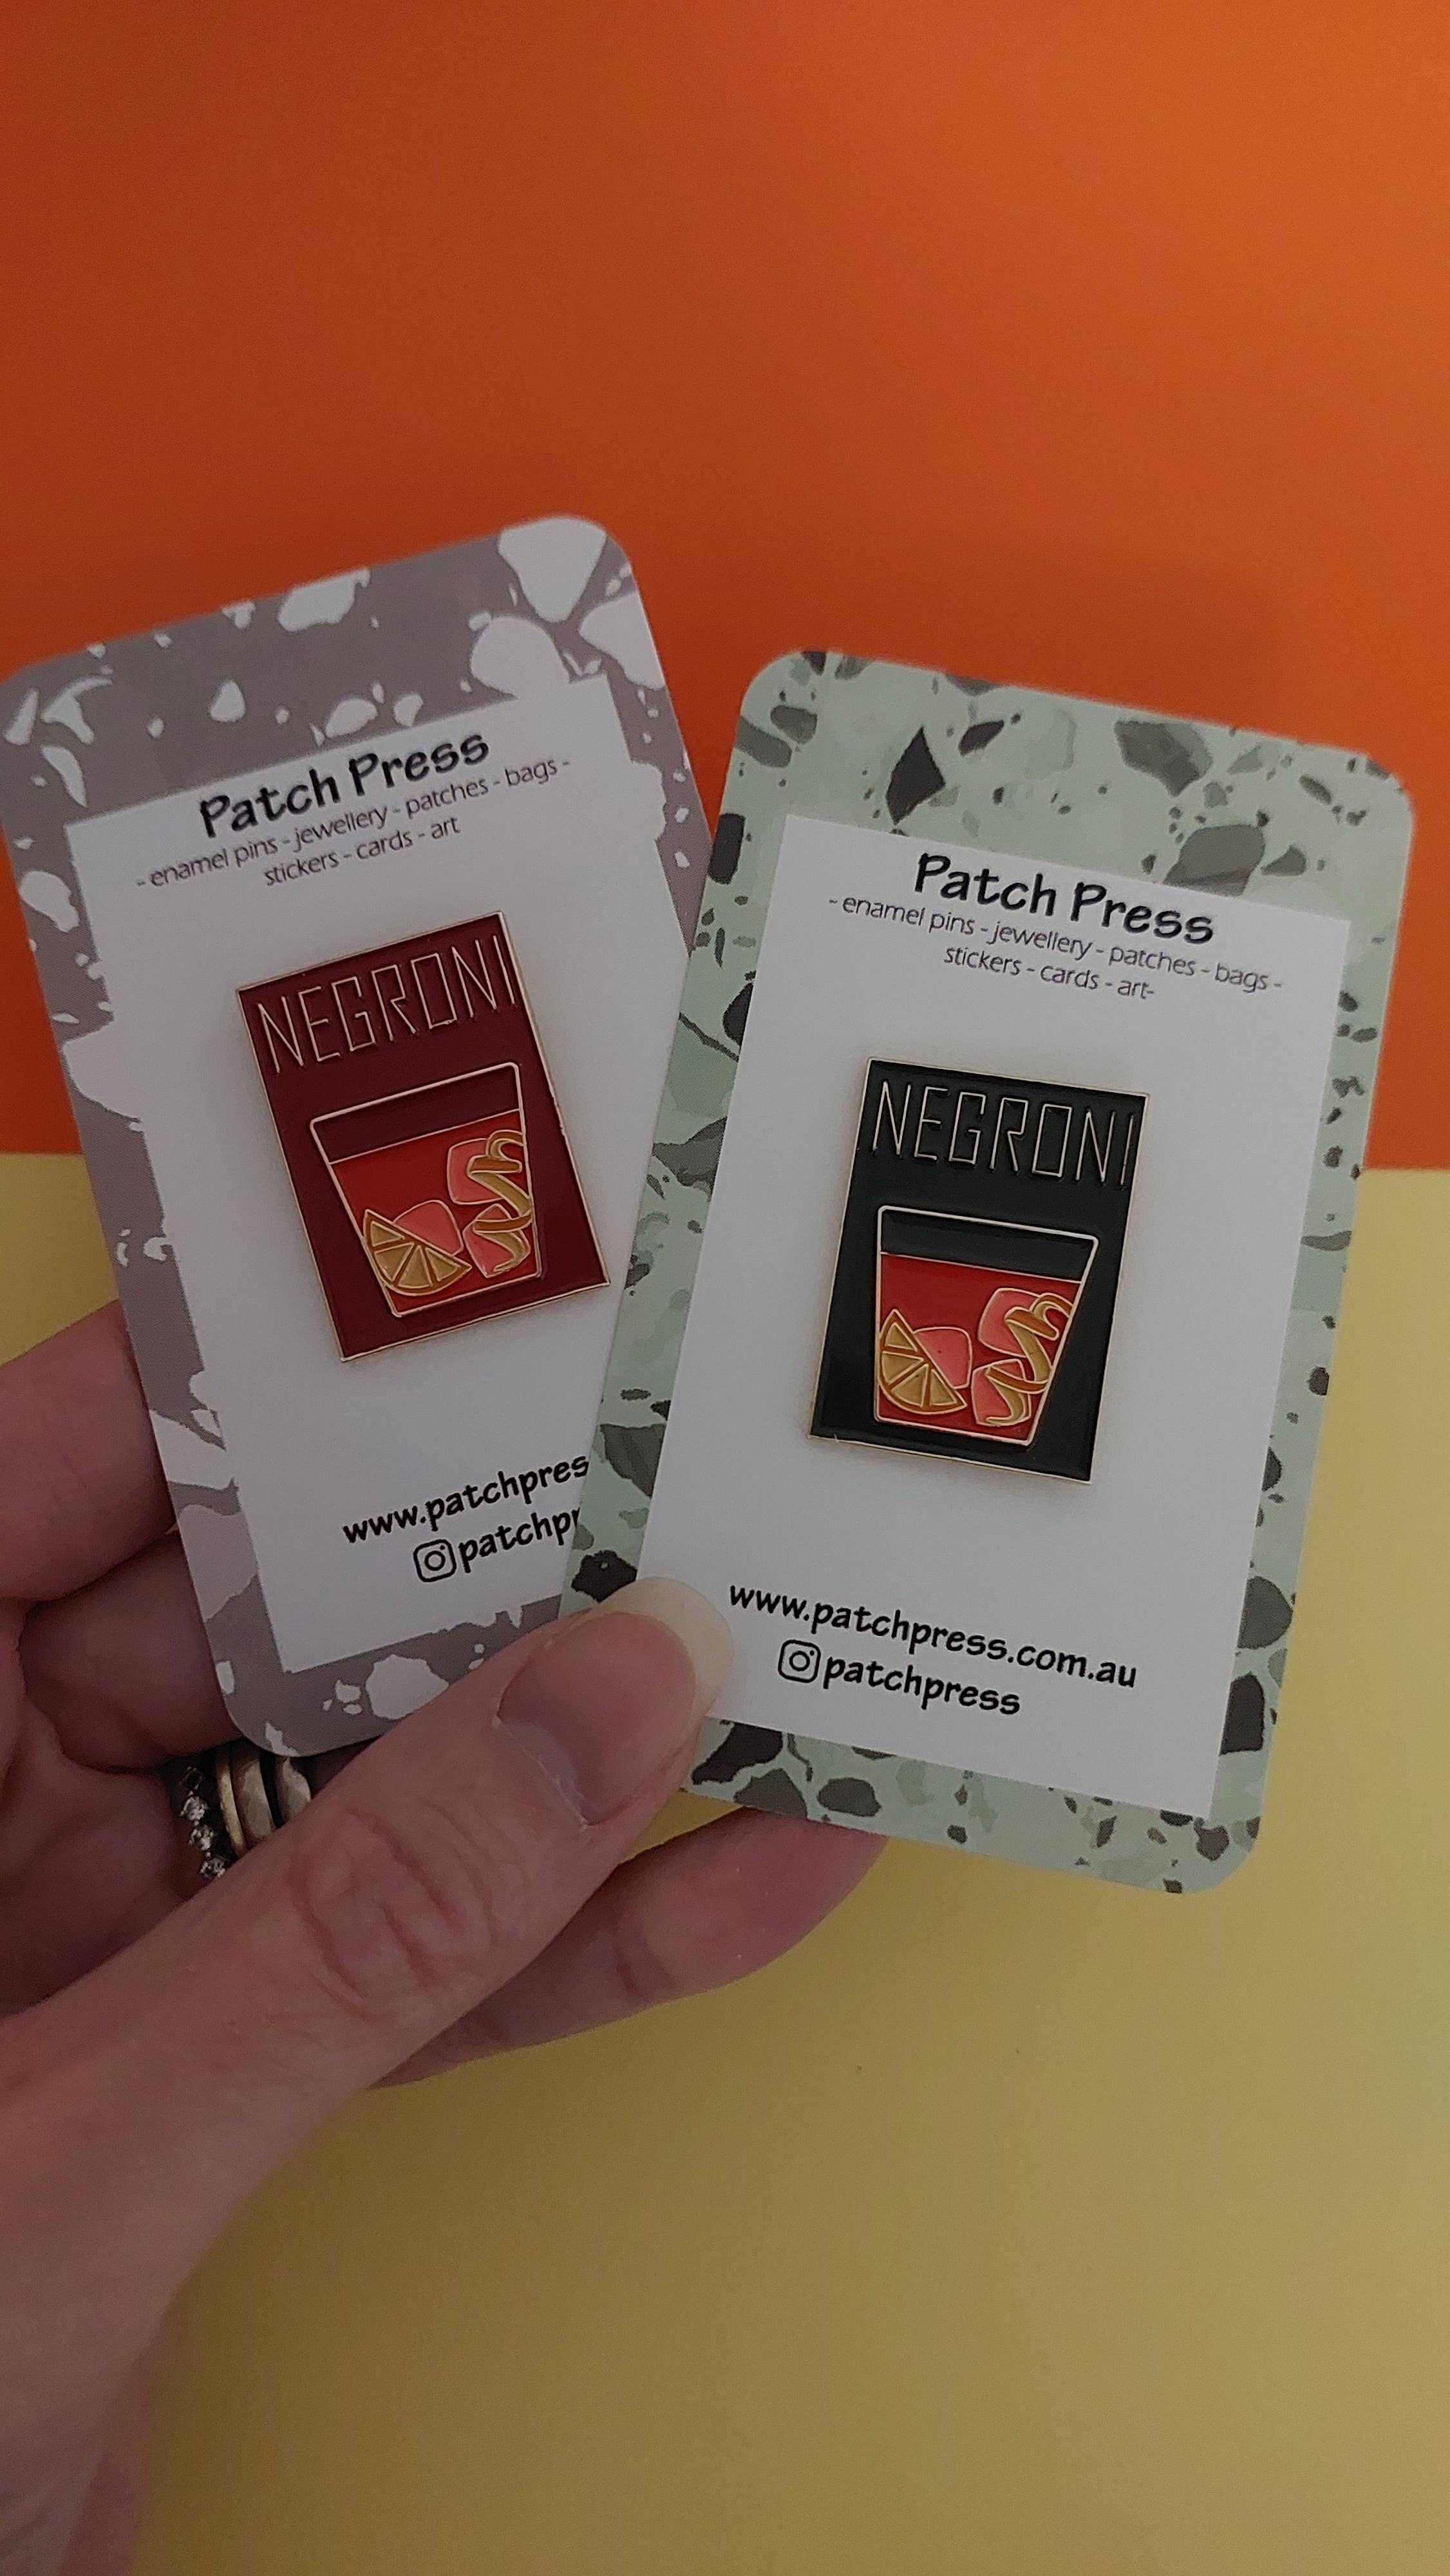 Patch Press
- enamel pins - jewellery - patches - bags -
stickers - cards - art
NEGRONI
www.patchpres
patchpr
Patch Press
- enamel pins - jewellery - patches - bags -
stickers - cards - art-
NEGRONI
www.patchpress.com.au
patchpress